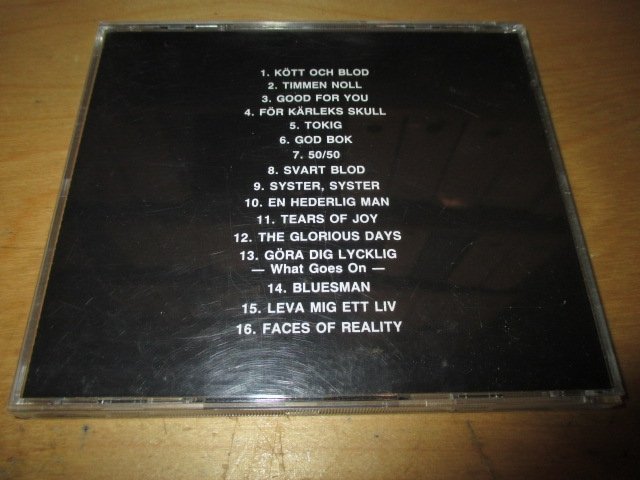 1. KÖTT OCH BLOD
2. TIMMEN NOLL
3. GOOD FOR YOU
4. FÖR KÄRLEKS SKULL
5. TOKIG
6. GOD BOK
7. 50/50
8. SVART BLOD
9. SYSTER, SYSTER
10. EN HEDERLIG MAN
11. TEARS OF JOY
12. THE GLORIOUS DAYS
13. GÖRA DIG LYCKLIG
— What Goes On —
14. BLUESMAN
15. LEVA MIG ETT LIV
16. FACES OF REALITY